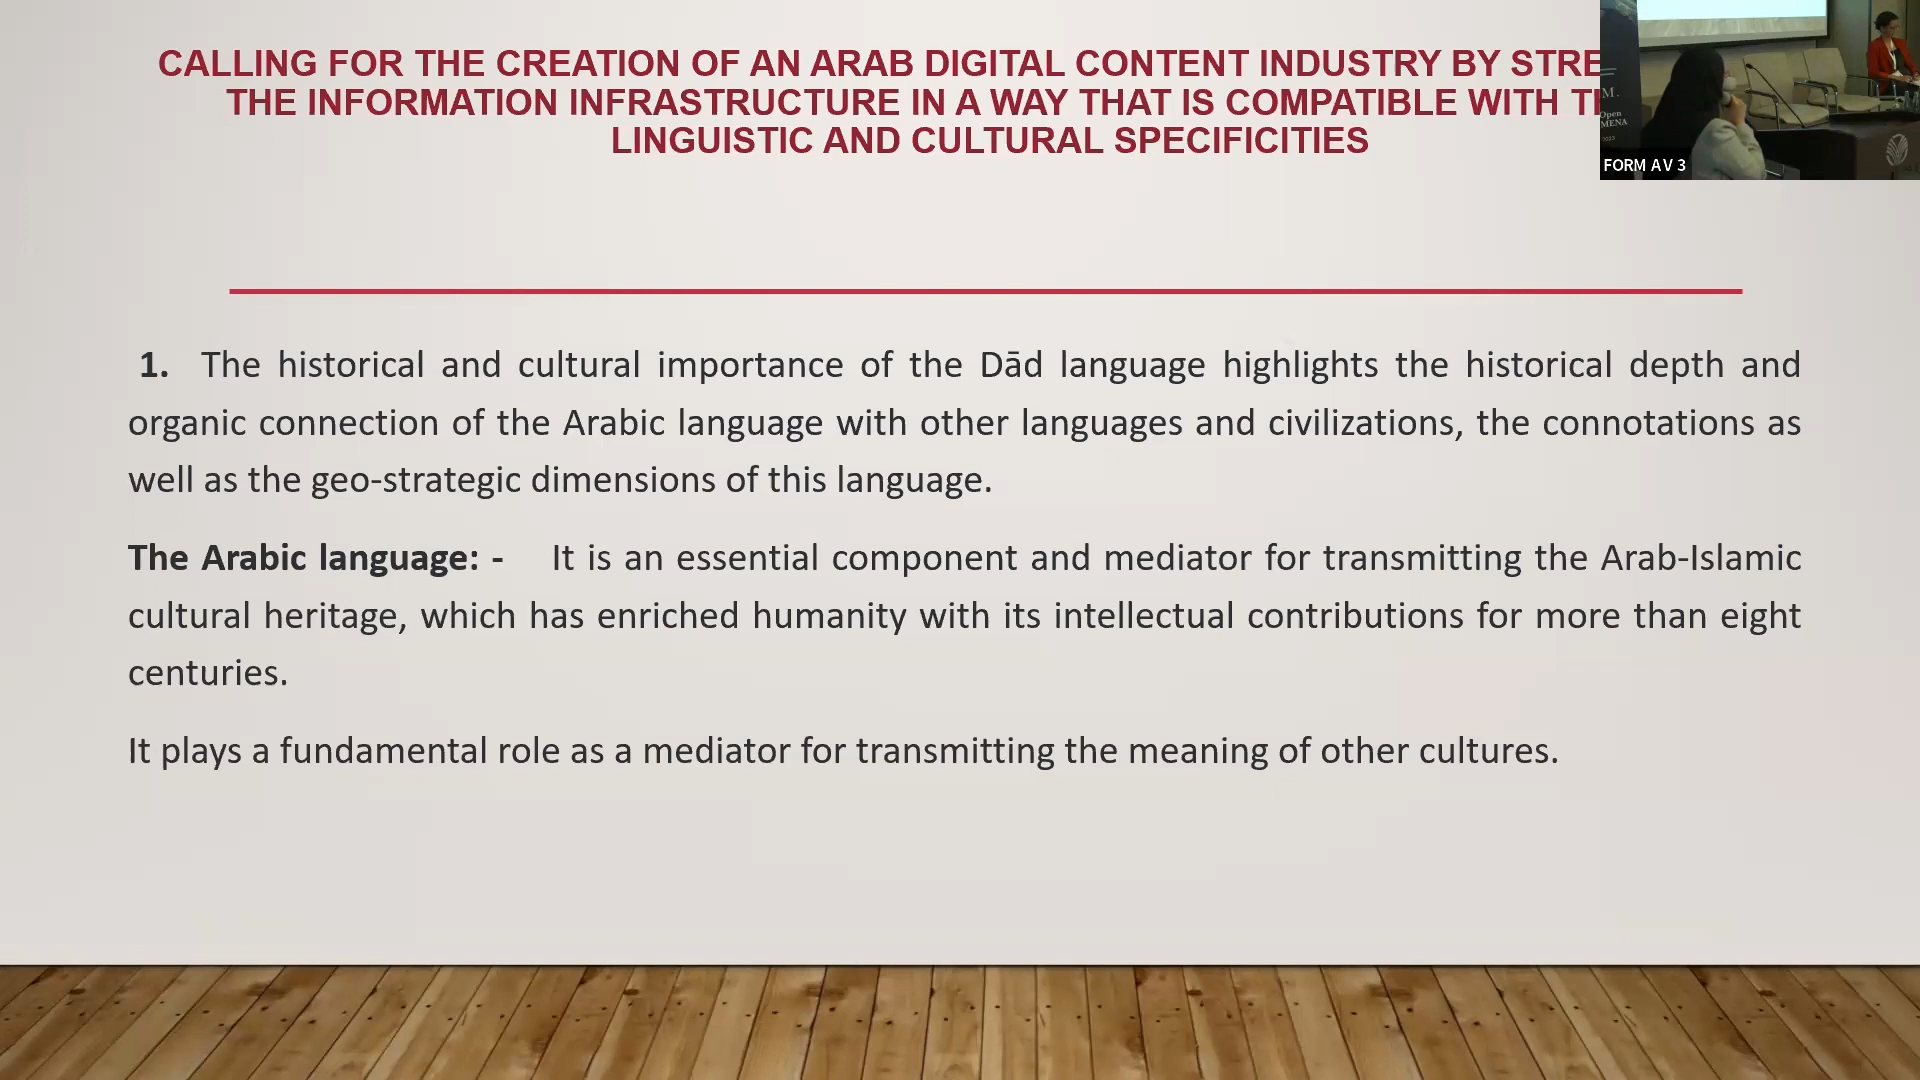 CALLING FOR THE CREATION OF AN ARAB DIGITAL CONTENT INDUSTRY BY
THE INFORMATION INFRASTRUCTURE IN A WAY THAT IS COMPATIBLE WITH
LINGUISTIC AND CULTURAL SPECIFICITIES
Open
MENA
FORM AV 3
1. The historical and cultural importance of the Dād language highlights the historical depth and
organic connection of the Arabic language with other languages and civilizations, the connotations as
well as the geo-strategic dimensions of this language.
The Arabic language: - It is an essential component and mediator for transmitting the Arab-Islamic
cultural heritage, which has enriched humanity with its intellectual contributions for more than eight
centuries.
It plays a fundamental role as a mediator for transmitting the meaning of other cultures.